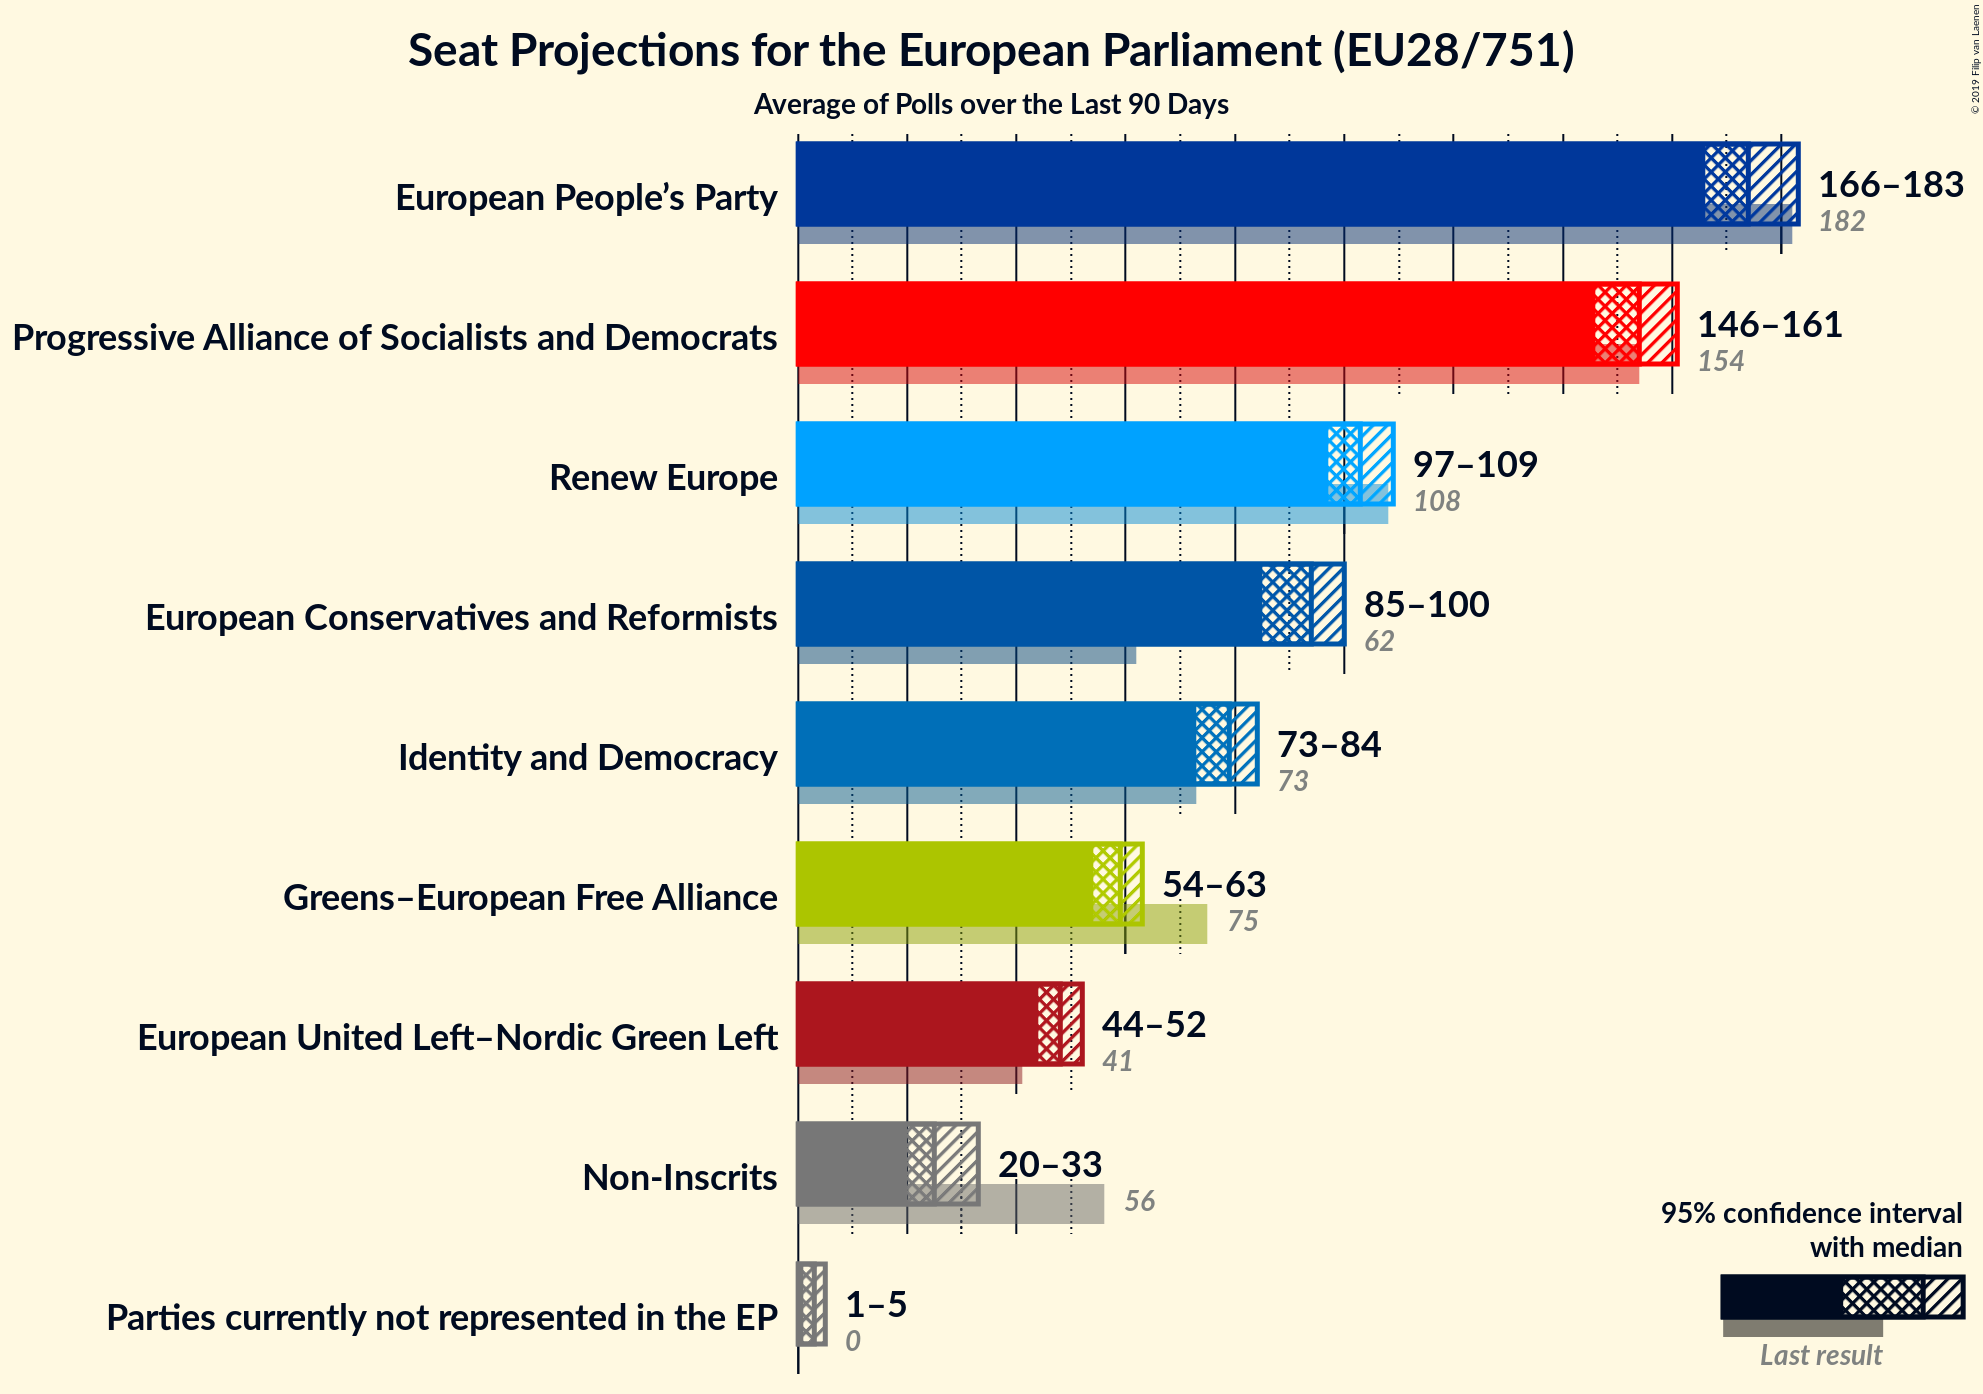 Seat Projections for the European Parliament (EU28/751)
Average of Polls over the Last 90 Days
© 2019 Filip van Laenen
European People’s Party
166–183
182
Progressive Alliance of Socialists and Democrats
146–161
154
Renew Europe
97–109
108
European Conservatives and Reformists
85–100
62
Identity and Democracy
73–84
73
Greens–European Free Alliance
54–63
75
European United Left–Nordic Green Left
44–52
41
Non-Inscrits
20–33
56
Parties currently not represented in the EP
1–5
0
95% confidence interval
with median
Last result